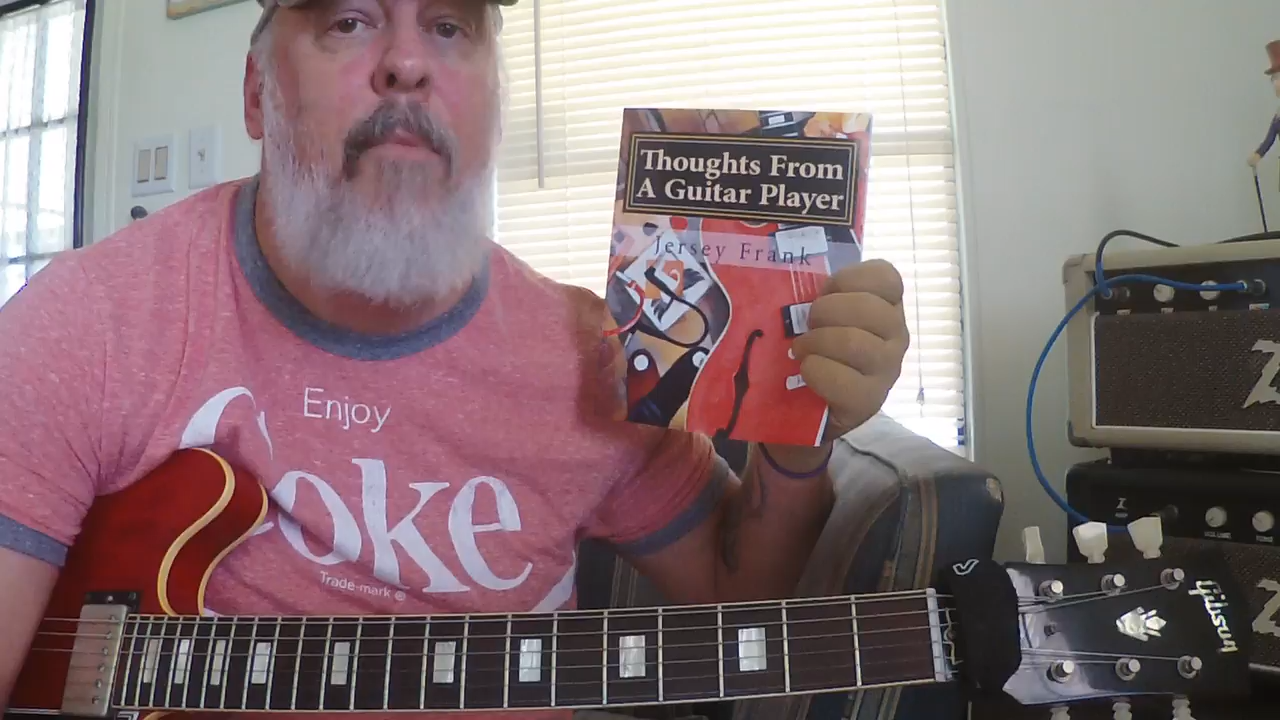 Thoughts From
A Guitar Player
Jersey Frank
Enjoy
Coke
Trade-mark ®
Gibson
Z
Z